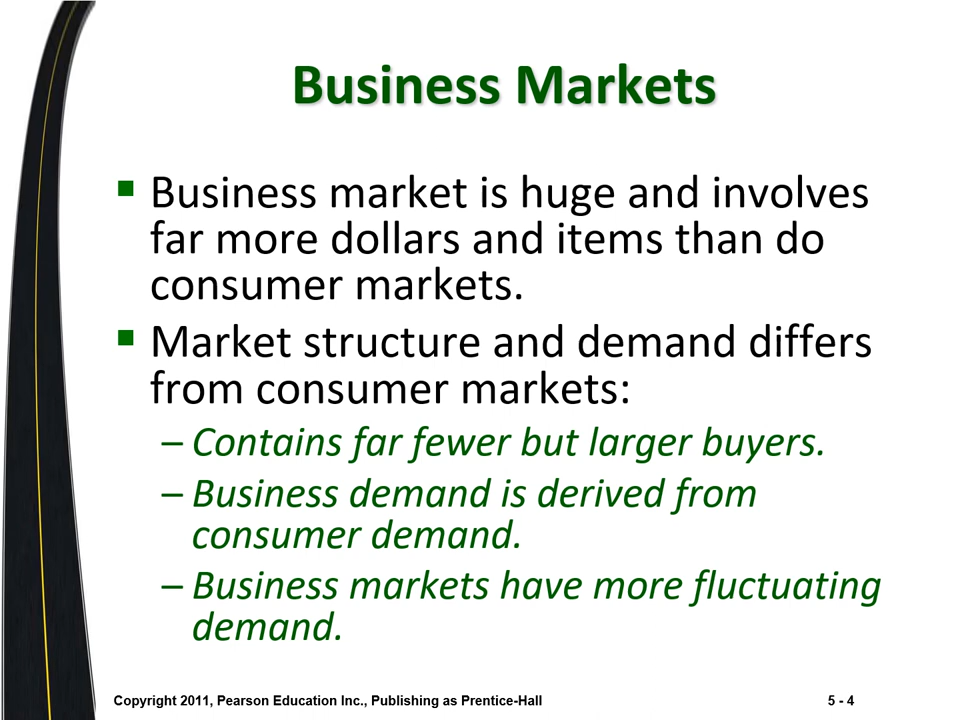 Business Markets
▪ Business market is huge and involves
far more dollars and items than do
consumer markets.
▪ Market structure and demand differs
from consumer markets:
– Contains far fewer but larger buyers.
– Business demand is derived from
consumer demand.
– Business markets have more fluctuating
demand.
Copyright 2011, Pearson Education Inc., Publishing as Prentice-Hall 5 - 4